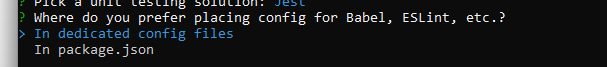 ? Pick a unit testing solution: Jest
? Where do you prefer placing config for Babel, ESLint, etc.?
> In dedicated config files
In package.json